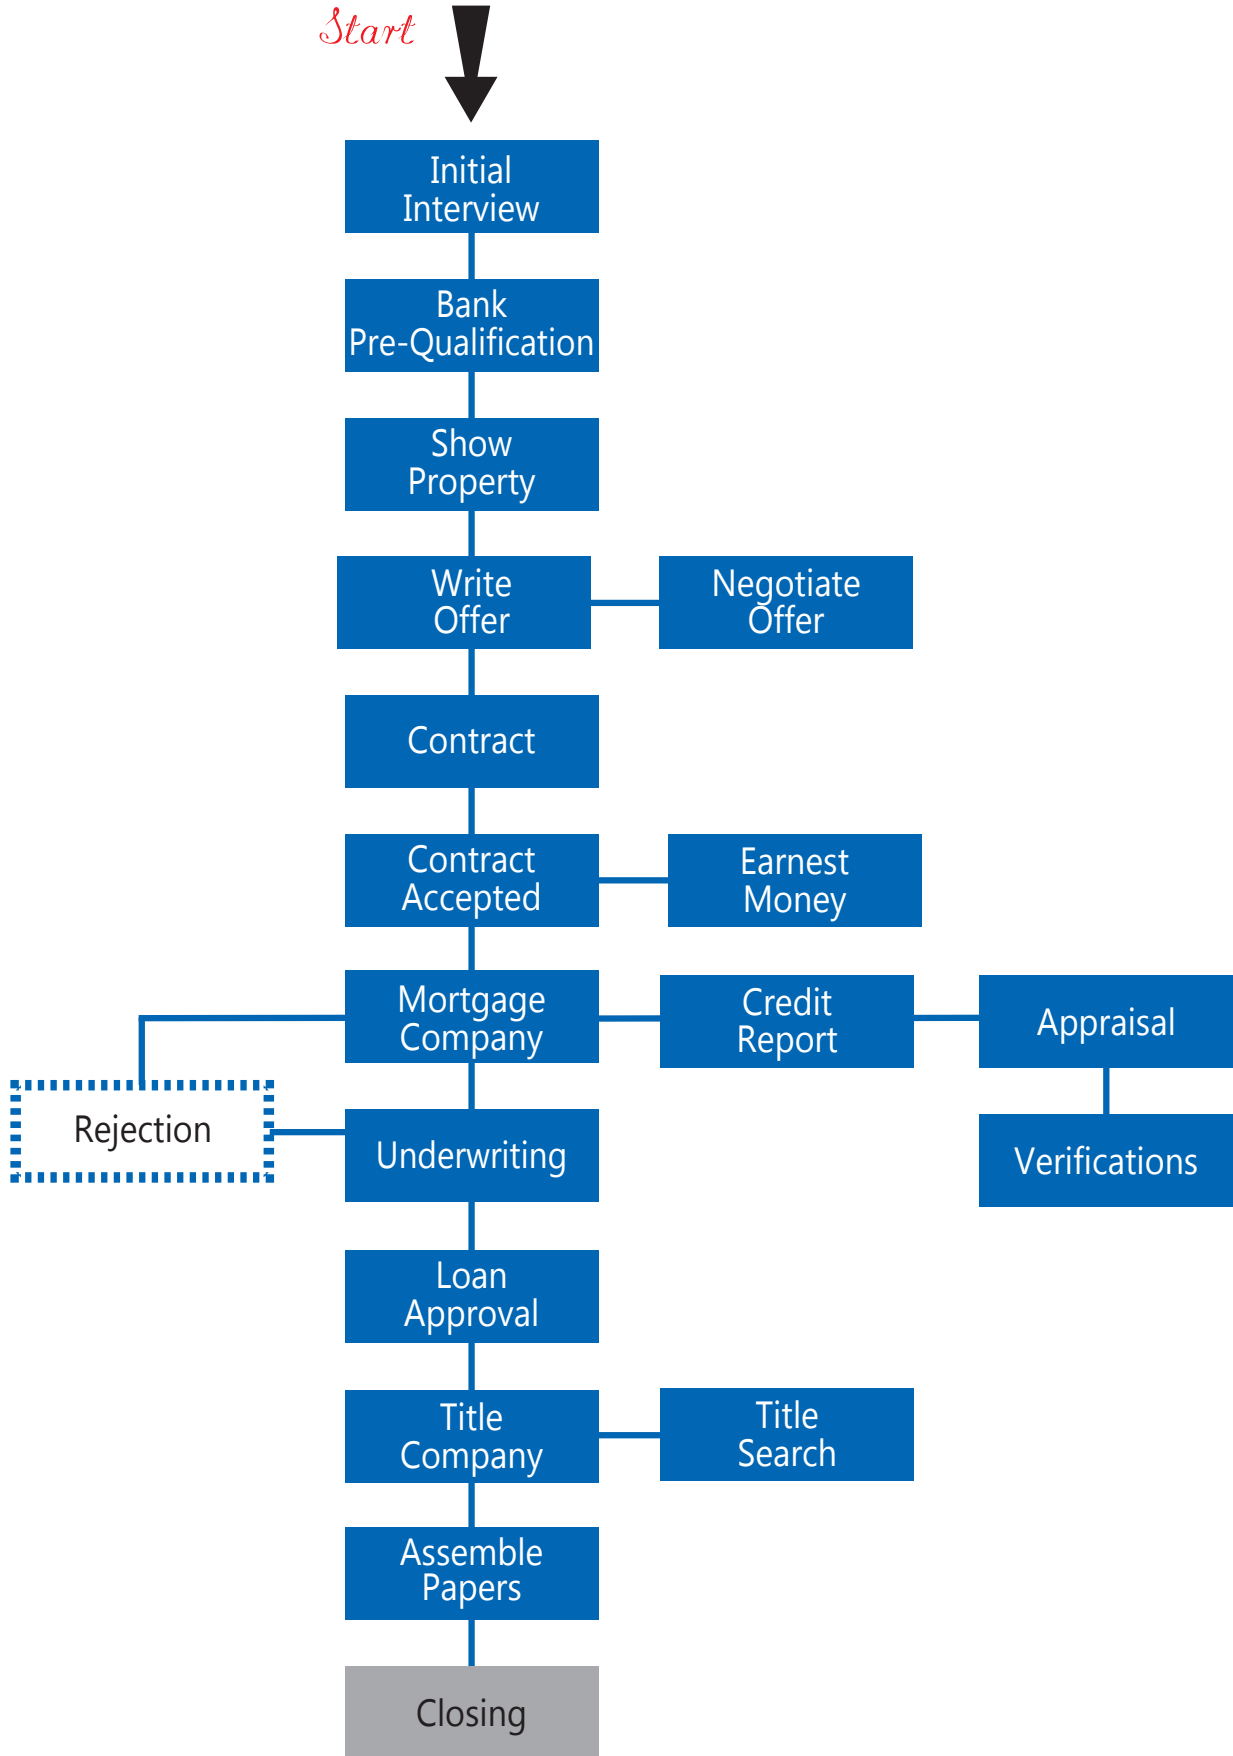 Start
Initial
Interview
Bank
Pre-Qualification
Show
Property
Write
Offer
Negotiate
Offer
Contract
Contract
Accepted
Earnest
Money
Mortgage
Company
Credit
Report
Appraisal
Rejection
Underwriting
Verifications
Loan
Approval
Title
Company
Title
Search
Assemble
Papers
Closing